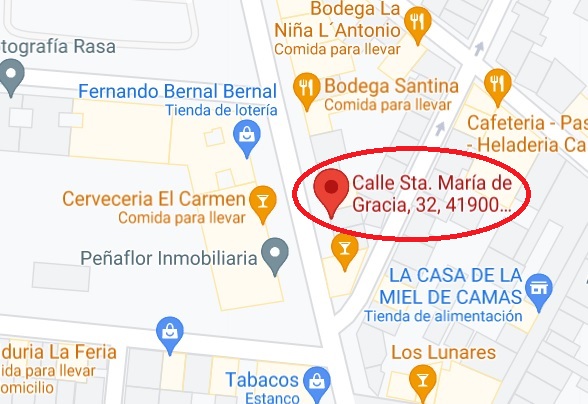 Bodega La
Niña L´Antonio
Comida para llevar
otografía Rasa
Fernando Bernal Bernal
Tienda de lotería
Bodega Santina
Comida para llevar
Cafeteria - Pas
- Heladeria Ca
Calle Sta. María de
Gracia, 32, 41900...
Cerveceria El Carmen
Comida para llevar
Peñaflor Inmobiliaria
LA CASA DE LA
MIEL DE CAMAS
Tienda de alimentación
duria La Feria
para llevar
omicilio
Los Lunares
Tabacos
Estanco